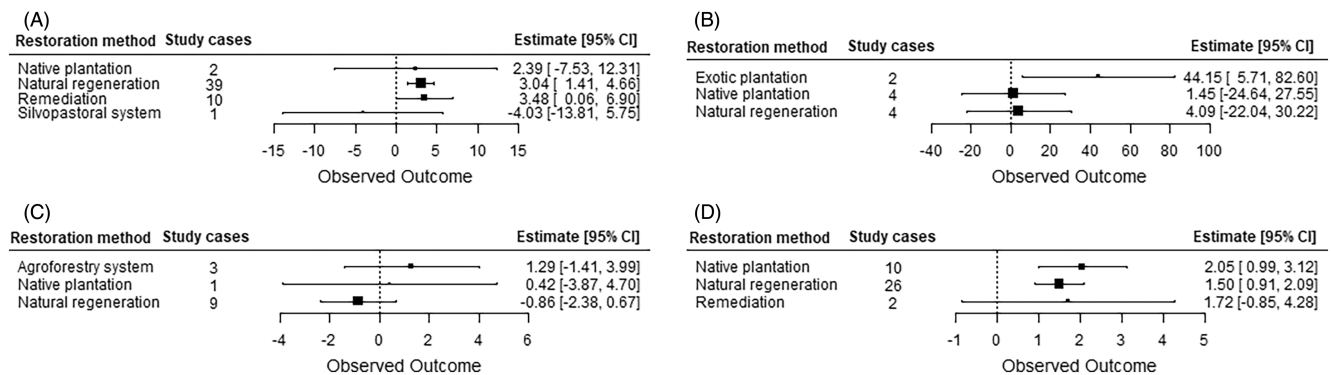 (A)
Restoration method Study cases Estimate [95% CI]
Native plantation 2 2.39 [ -7.53, 12.31]
Natural regeneration 39 3.04 [ 1.41, 4.66]
Remediation 10 3.48 [ 0.06, 6.90]
Silvopastoral system 1 -4.03 [-13.81, 5.75]
-15 -10 -5 0 5 10 15
Observed Outcome
(B)
Restoration method Study cases Estimate [95% CI]
Exotic plantation 2 44.15 [ 5.71, 82.60]
Native plantation 4 1.45 [-24.64, 27.55]
Natural regeneration 4 4.09 [-22.04, 30.22]
-40 -20 0 20 40 60 80 100
Observed Outcome
(C)
Restoration method Study cases Estimate [95% CI]
Agroforestry system 3 1.29 [-1.41, 3.99]
Native plantation 1 0.42 [-3.87, 4.70]
Natural regeneration 9 -0.86 [-2.38, 0.67]
-4 -2 0 2 4 6
Observed Outcome
(D)
Restoration method Study cases Estimate [95% CI]
Native plantation 10 2.05 [ 0.99, 3.12]
Natural regeneration 26 1.50 [ 0.91, 2.09]
Remediation 2 1.72 [-0.85, 4.28]
-1 0 1 2 3 4 5
Observed Outcome